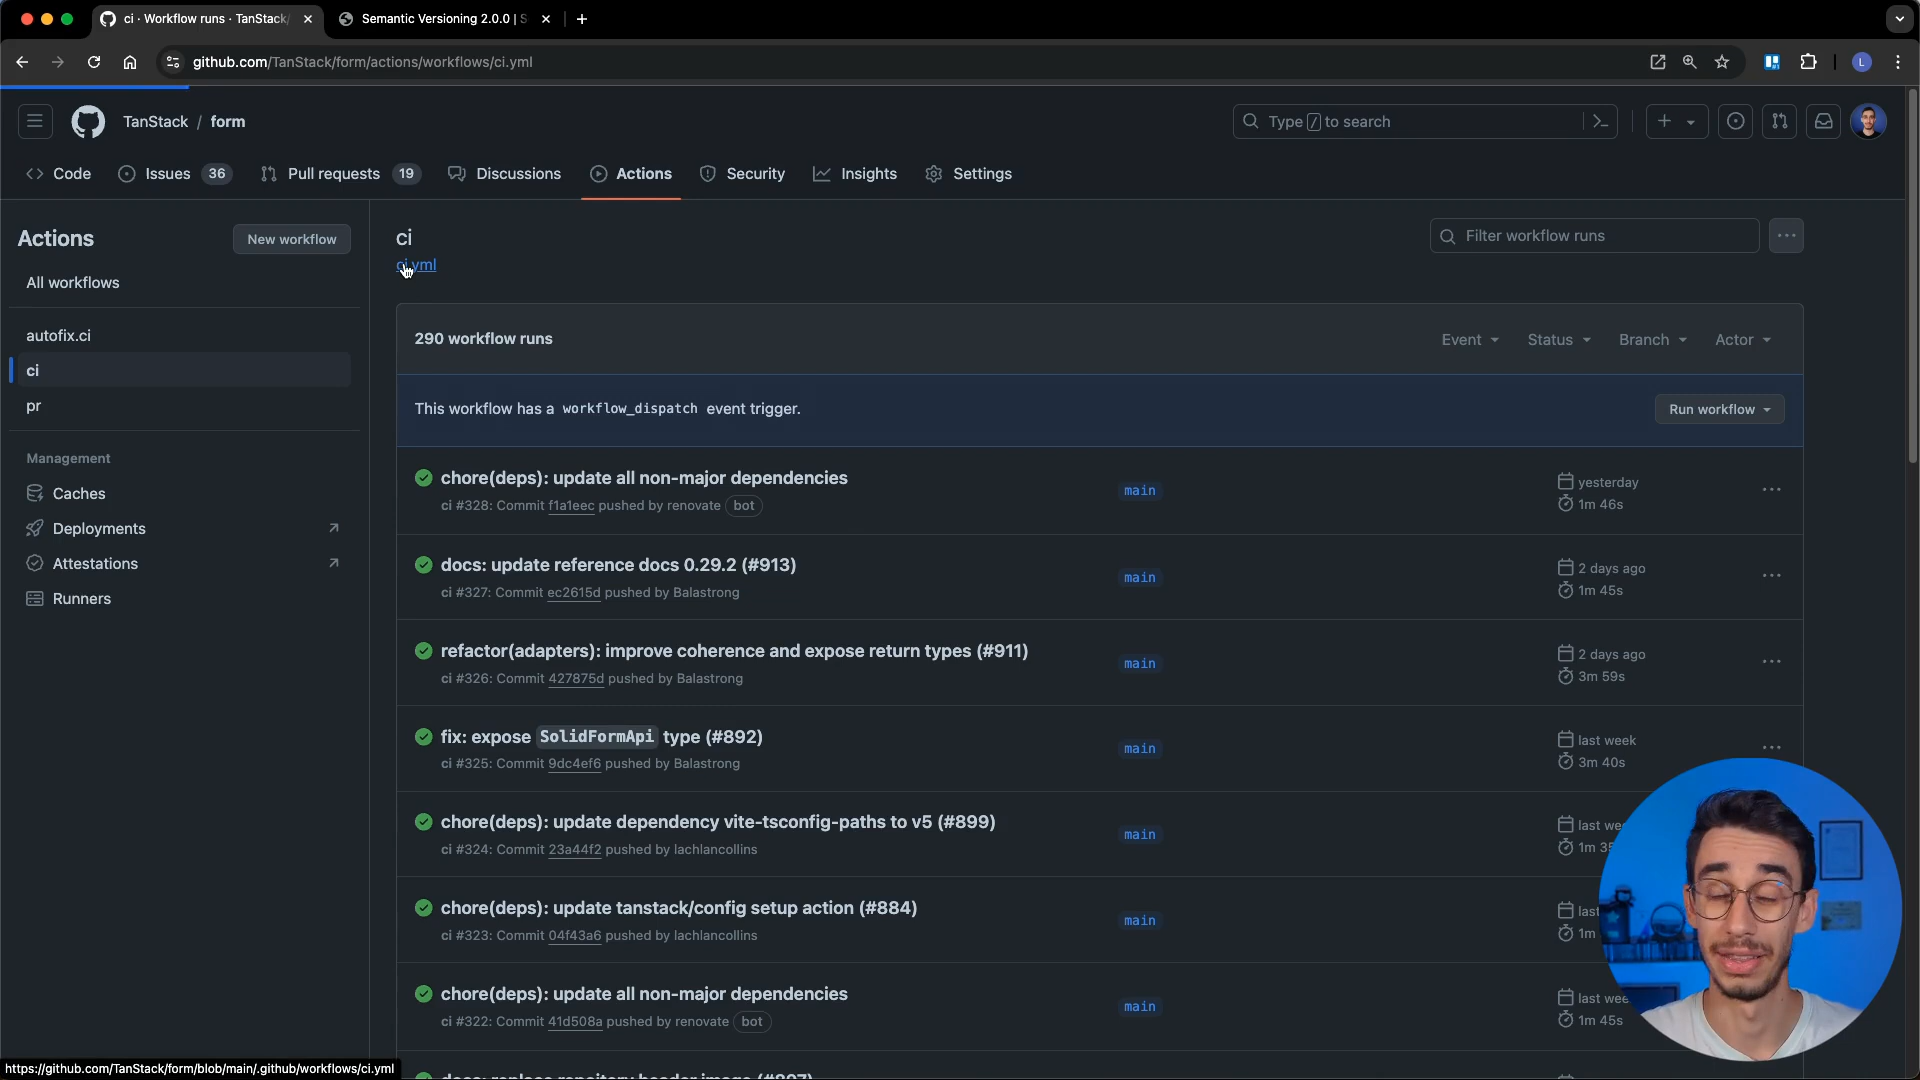 ci · Workflow runs · TanStack/
Semantic Versioning 2.0.0 | S
github.com/TanStack/form/actions/workflows/ci.yml
L
TanStack / form
Type / to search
Code
Issues 36
Pull requests 19
Discussions
Actions
Security
Insights
Settings
Actions
New workflow
All workflows
autofix.ci
ci
pr
Management
Caches
Deployments
Attestations
Runners
ci
ci.yml
Filter workflow runs
290 workflow runs
Event
Status
Branch
Actor
This workflow has a workflow_dispatch event trigger.
Run workflow
chore(deps): update all non-major dependencies
ci #328: Commit f1a1eec pushed by renovate bot
main
yesterday
1m 46s
docs: update reference docs 0.29.2 (#913)
ci #327: Commit ec2615d pushed by Balastrong
main
2 days ago
1m 45s
refactor(adapters): improve coherence and expose return types (#911)
ci #326: Commit 427875d pushed by Balastrong
main
2 days ago
3m 59s
fix: expose SolidFormApi type (#892)
ci #325: Commit 9dc4ef6 pushed by Balastrong
main
last week
3m 40s
chore(deps): update dependency vite-tsconfig-paths to v5 (#899)
ci #324: Commit 23a44f2 pushed by lachlancollins
main
last we
1m 3
chore(deps): update tanstack/config setup action (#884)
ci #323: Commit 04f43a6 pushed by lachlancollins
main
last
1m
chore(deps): update all non-major dependencies
ci #322: Commit 41d508a pushed by renovate bot
main
last wee
1m 45s
https://github.com/TanStack/form/blob/main/.github/workflows/ci.yml